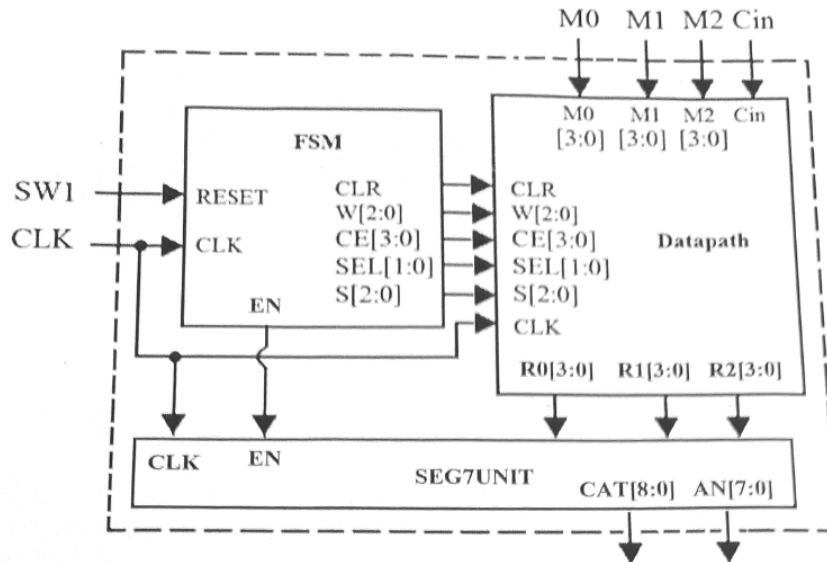 M0 M1 M2 Cin
M0 M1 M2 Cin
[3:0] [3:0] [3:0]
FSM
SW1
RESET
CLR
CLR
W[2:0]
W[2:0]
CLK
CLK
CE[3:0]
CE[3:0]
Datapath
SEL[1:0]
SEL[1:0]
EN
S[2:0]
S[2:0]
CLK
R0[3:0] R1[3:0] R2[3:0]
CLK EN
SEG7UNIT
CAT[8:0] AN[7:0]